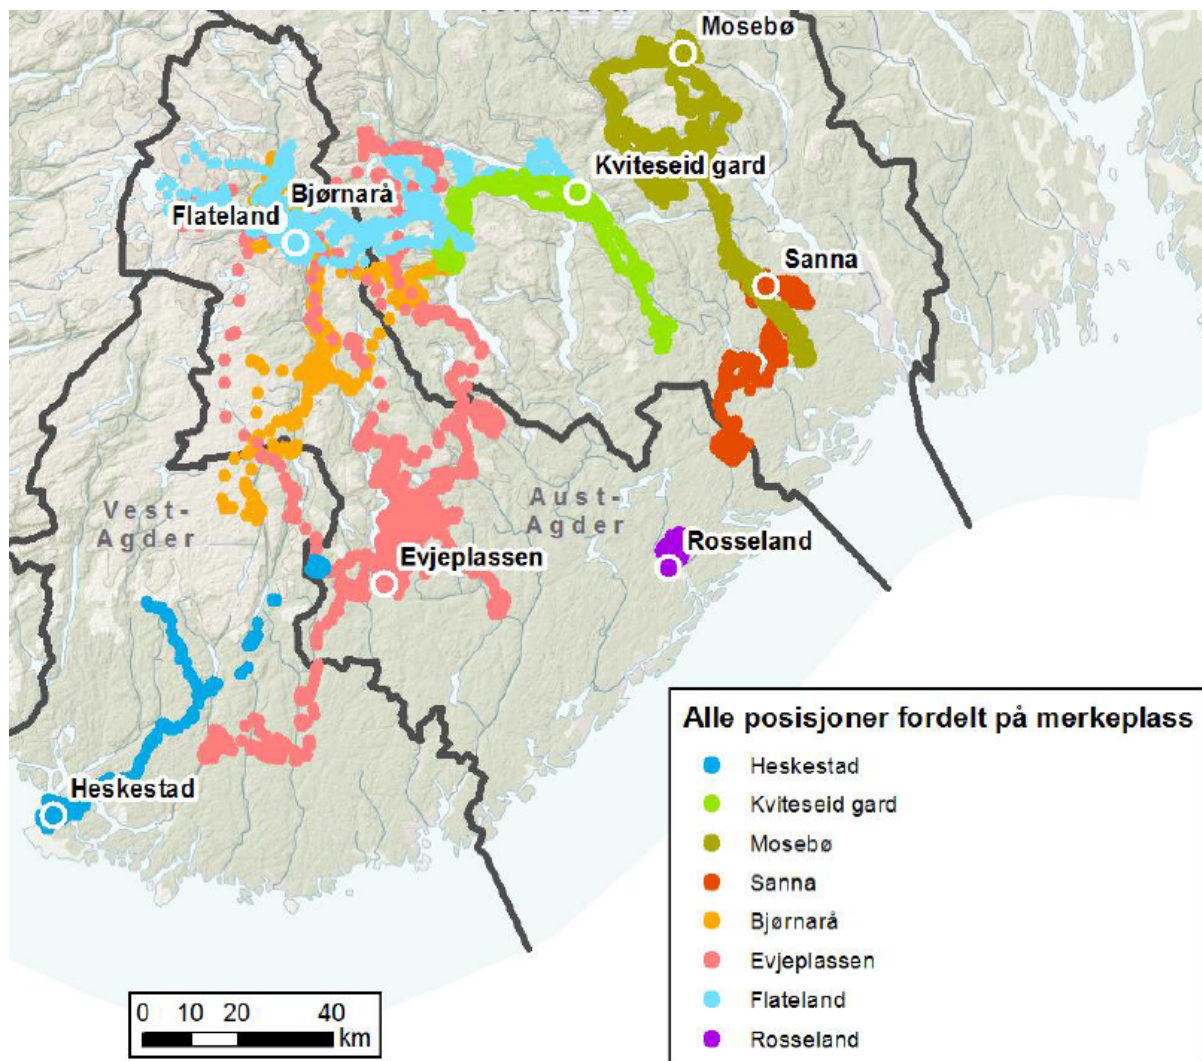 Mosebø
Kviteseid gard
Bjørnarå
Flateland
Sanna
Vest-
Agder
Aust-
Agder
Rosseland
Evjeplassen
Heskestad
Alle posisjoner fordelt på merkeplass
Heskestad
Kviteseid gard
Mosebø
Sanna
Bjørnarå
Evjeplassen
Flateland
Rosseland
0 10 20 40
km